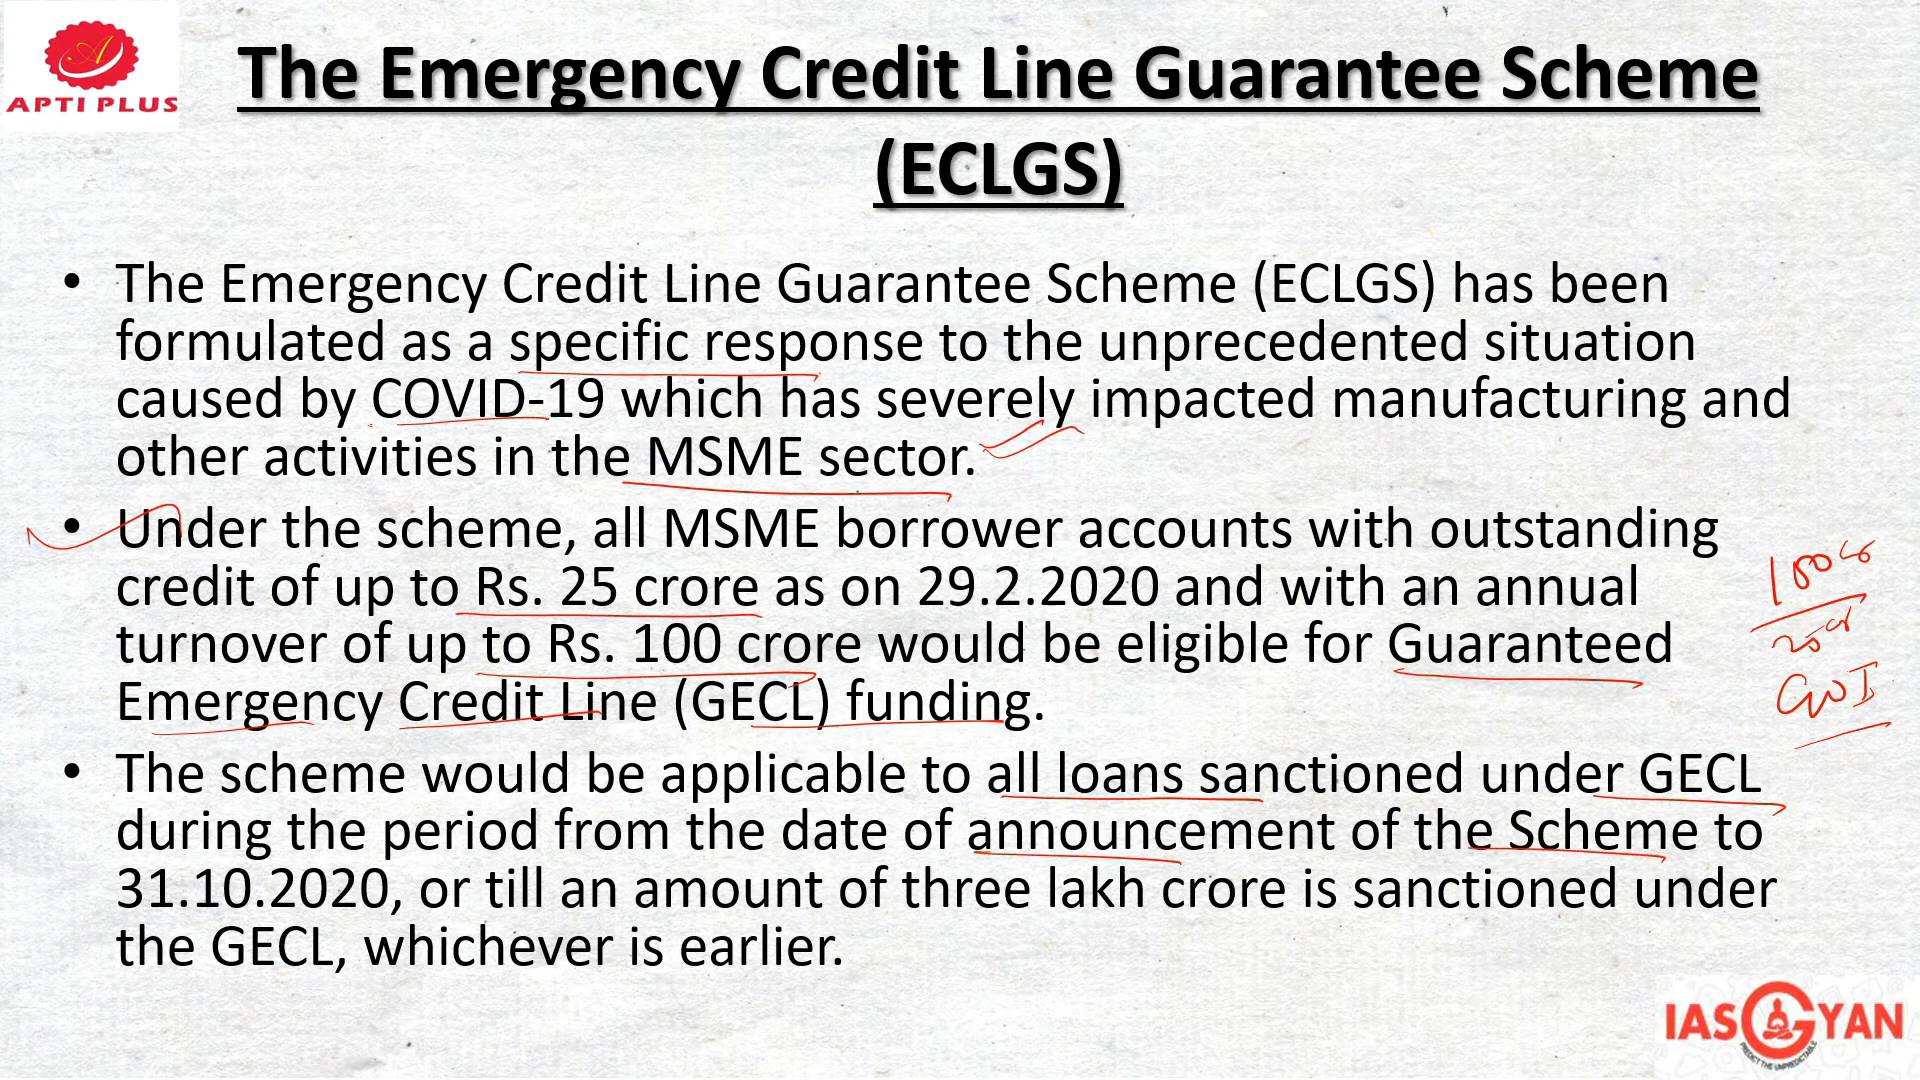 APTI PLUS
The Emergency Credit Line Guarantee Scheme
(ECLGS)
• The Emergency Credit Line Guarantee Scheme (ECLGS) has been
formulated as a specific response to the unprecedented situation
caused by COVID-19 which has severely impacted manufacturing and
other activities in the MSME sector.
• Under the scheme, all MSME borrower accounts with outstanding
credit of up to Rs. 25 crore as on 29.2.2020 and with an annual
turnover of up to Rs. 100 crore would be eligible for Guaranteed
Emergency Credit Line (GECL) funding.
• The scheme would be applicable to all loans sanctioned under GECL
during the period from the date of announcement of the Scheme to
31.10.2020, or till an amount of three lakh crore is sanctioned under
the GECL, whichever is earlier.
100cr
GOI
IASGYAN
PREDICT THE UNPREDICTABLE